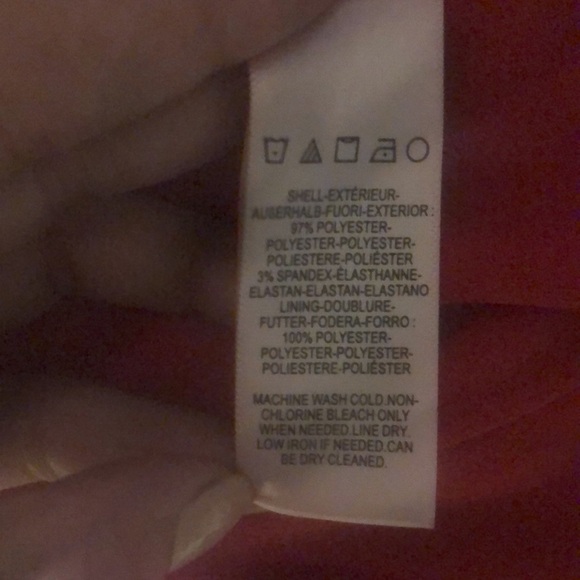 SHELL-EXTÉRIEUR-
AUßERHALB-FUORI-EXTERIOR :
97% POLYESTER-
POLYESTER-POLYESTER-
POLIESTERE-POLIÉSTER
3% SPANDEX-ÉLASTHANNE-
ELASTAN-ELASTAN-ELASTANO
LINING-DOUBLURE-
FUTTER-FODERA-FORRO :
100% POLYESTER-
POLYESTER-POLYESTER-
POLIESTERE-POLIÉSTER
MACHINE WASH COLD.NON-
CHLORINE BLEACH ONLY
WHEN NEEDED.LINE DRY.
LOW IRON IF NEEDED.CAN
BE DRY CLEANED.